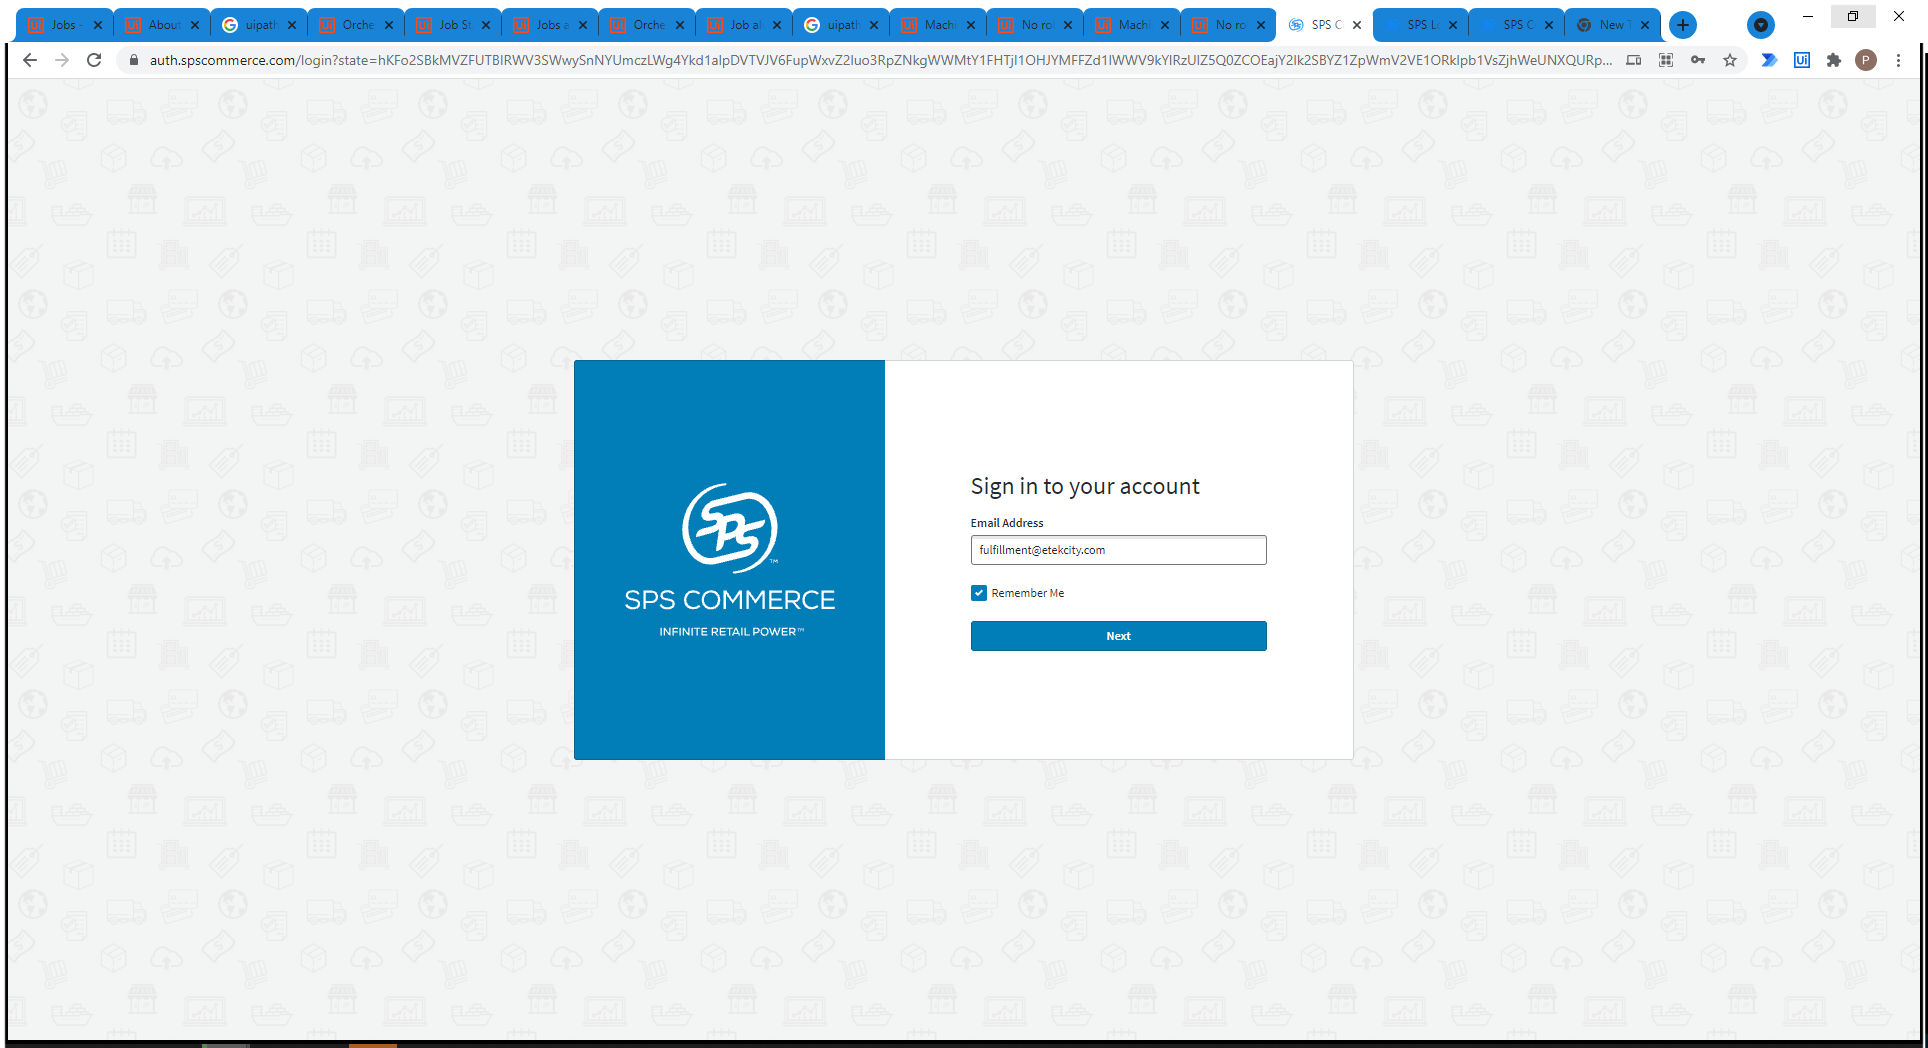 Jobs -
About
uipath
Orche
Job St
Jobs a
Orche
Job al
uipath
Machi
No ro
Machi
No ro
SPS C
SPS L
SPS C
New T
auth.spscommerce.com/login?state=
P
SPS
SPS COMMERCE
INFINITE RETAIL POWER™
Sign in to your account
Email Address
fulfillment@etekcity.com
Remember Me
Next